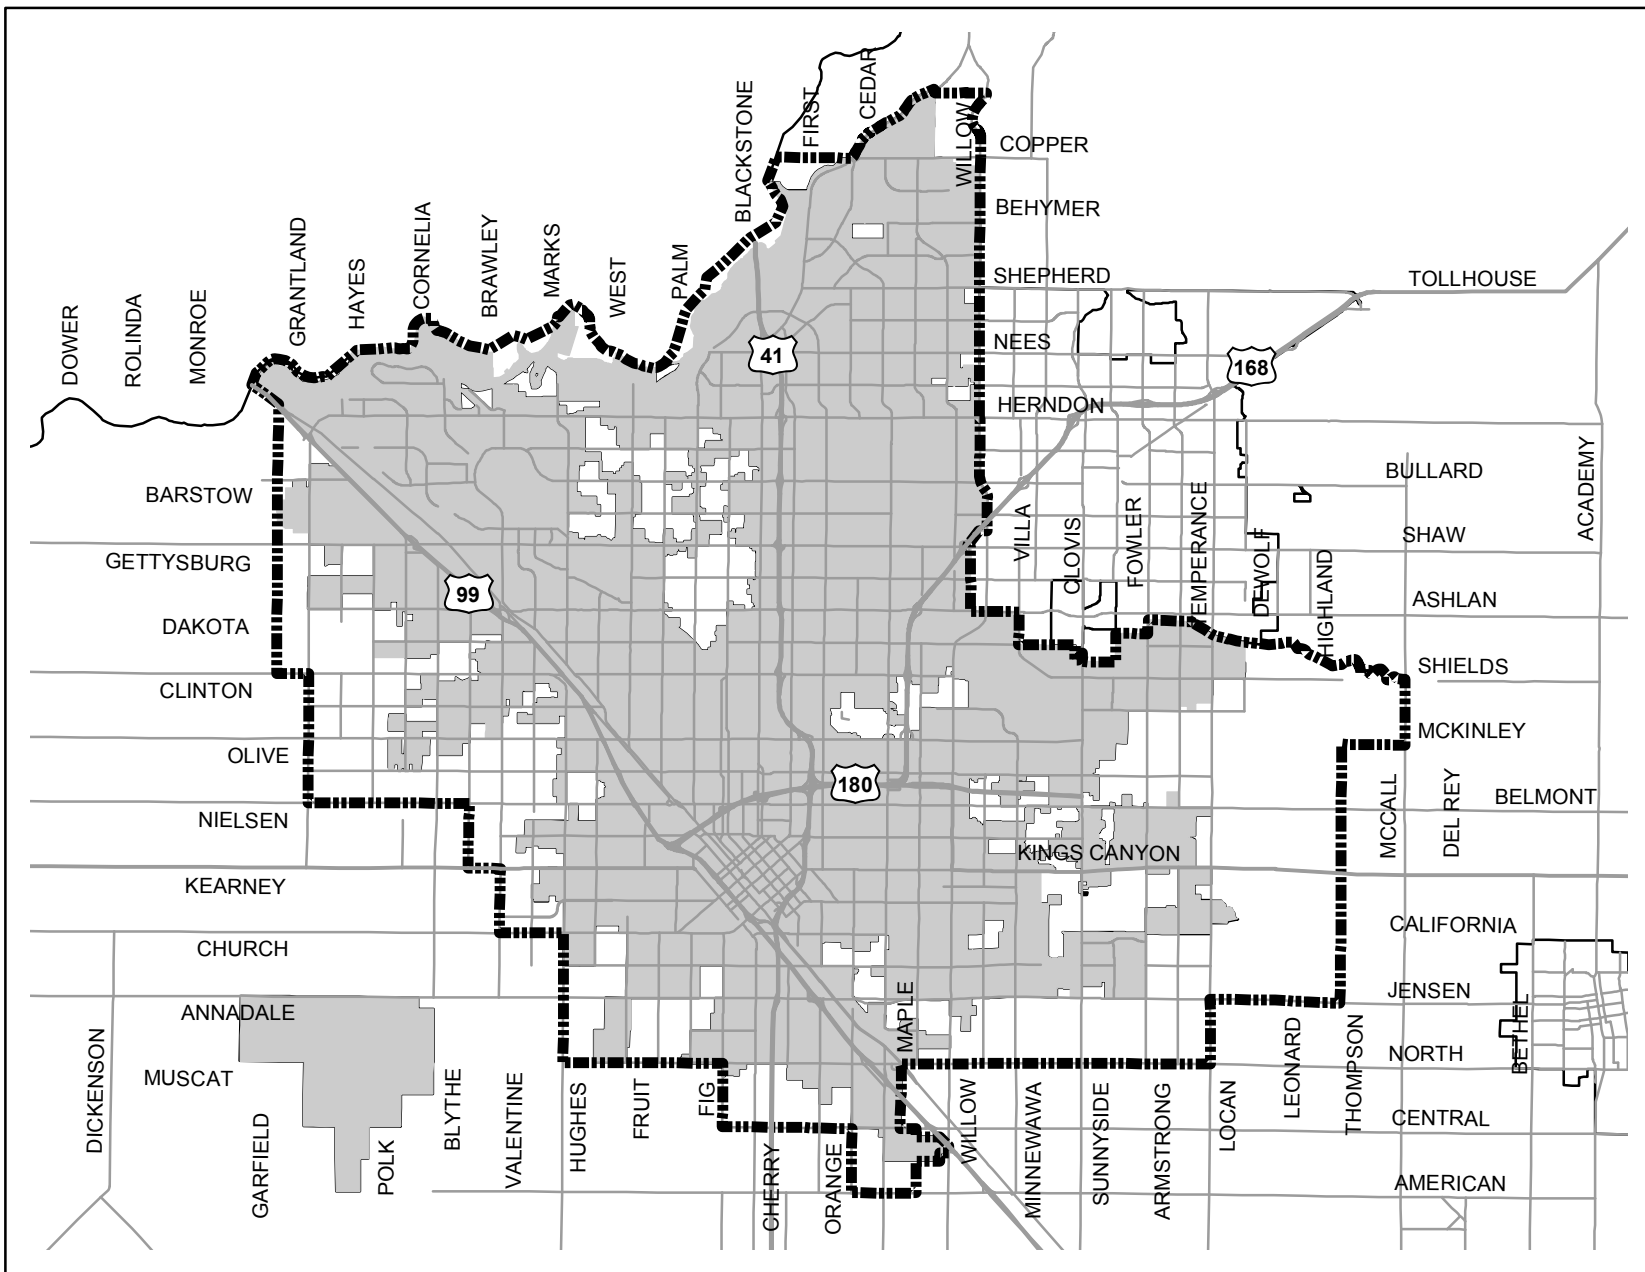 CEDAR
FIRST
BLACKSTONE
WILLOW
COPPER
BEHYMER
SHEPHERD
TOLLHOUSE
NEES
HERNDON
41
168
DOWER
ROLINDA
MONROE
GRANTLAND
HAYES
CORNELIA
BRAWLEY
MARKS
WEST
PALM
BARSTOW
GETTYSBURG
DAKOTA
CLINTON
OLIVE
NIELSEN
KEARNEY
CHURCH
ANNADALE
MUSCAT
99
180
KINGS CANYON
VILLA
CLOVIS
FOWLER
TEMPERANCE
DEWOLF
HIGHLAND
ACADEMY
BULLARD
SHAW
ASHLAN
SHIELDS
MCKINLEY
MCCALL
DEL REY
BELMONT
CALIFORNIA
JENSEN
NORTH
BETHEL
CENTRAL
AMERICAN
DICKENSON
GARFIELD
POLK
BLYTHE
VALENTINE
HUGHES
FRUIT
FIG
CHERRY
ORANGE
MAPLE
WILLOW
MINNEWAWA
SUNNYSIDE
ARMSTRONG
LOCAN
LEONARD
THOMPSON